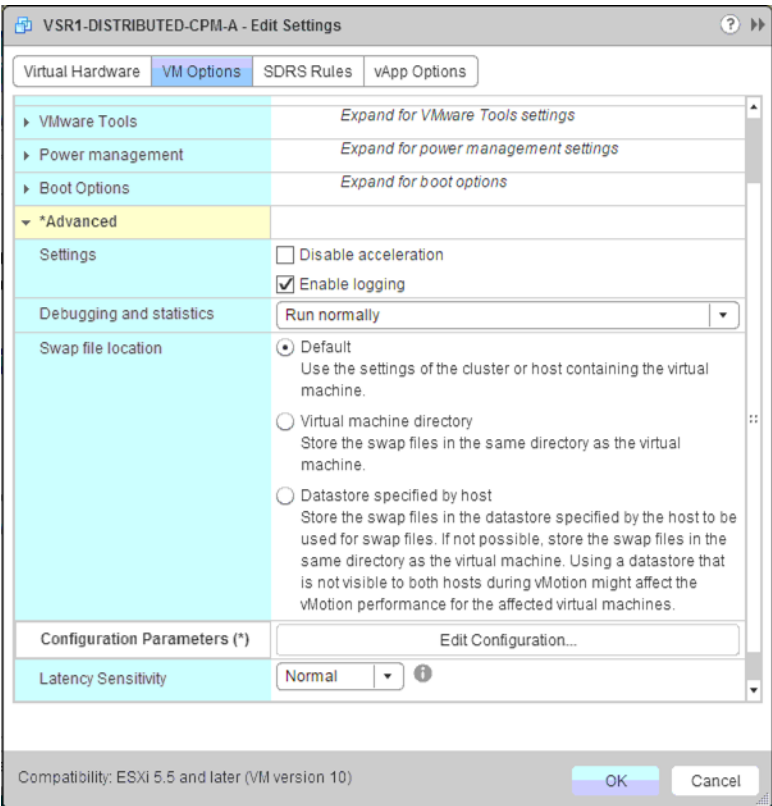 VSR1-DISTRIBUTED-CPM-A - Edit Settings
Virtual Hardware VM Options SDRS Rules vApp Options
VMware Tools Expand for VMware Tools settings
Power management Expand for power management settings
Boot Options Expand for boot options
*Advanced
Settings Disable acceleration
Enable logging
Debugging and statistics Run normally
Swap file location Default
Use the settings of the cluster or host containing the virtual
machine.
Virtual machine directory
Store the swap files in the same directory as the virtual
machine.
Datastore specified by host
Store the swap files in the datastore specified by the host to be
used for swap files. If not possible, store the swap files in the
same directory as the virtual machine. Using a datastore that
is not visible to both hosts during vMotion might affect the
vMotion performance for the affected virtual machines.
Configuration Parameters (*) Edit Configuration...
Latency Sensitivity Normal
Compatibility: ESXi 5.5 and later (VM version 10) OK Cancel